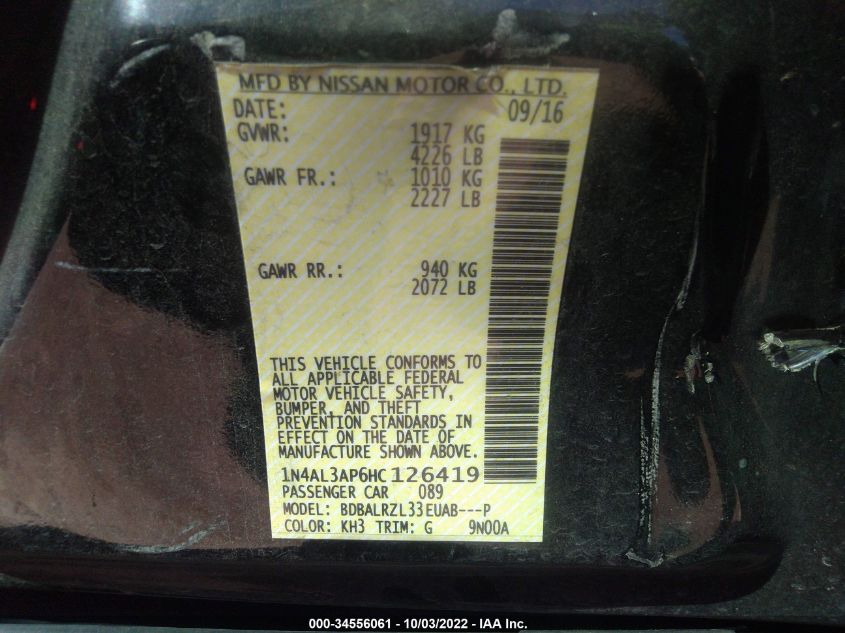 MFD BY NISSAN MOTOR CO., LTD.
DATE: 09/16
GVWR: 1917 KG
4226 LB
GAWR FR.: 1010 KG
2227 LB
GAWR RR.: 940 KG
2072 LB
THIS VEHICLE CONFORMS TO
ALL APPLICABLE FEDERAL
MOTOR VEHICLE SAFETY,
BUMPER, AND THEFT
PREVENTION STANDARDS IN
EFFECT ON THE DATE OF
MANUFACTURE SHOWN ABOVE.
1N4AL3AP6HC126419
PASSENGER CAR 089
MODEL: BDBALRZL33EUAB---P
COLOR: KH3 TRIM: G 9N00A
000-34556061 - 10/03/2022 - IAA Inc.